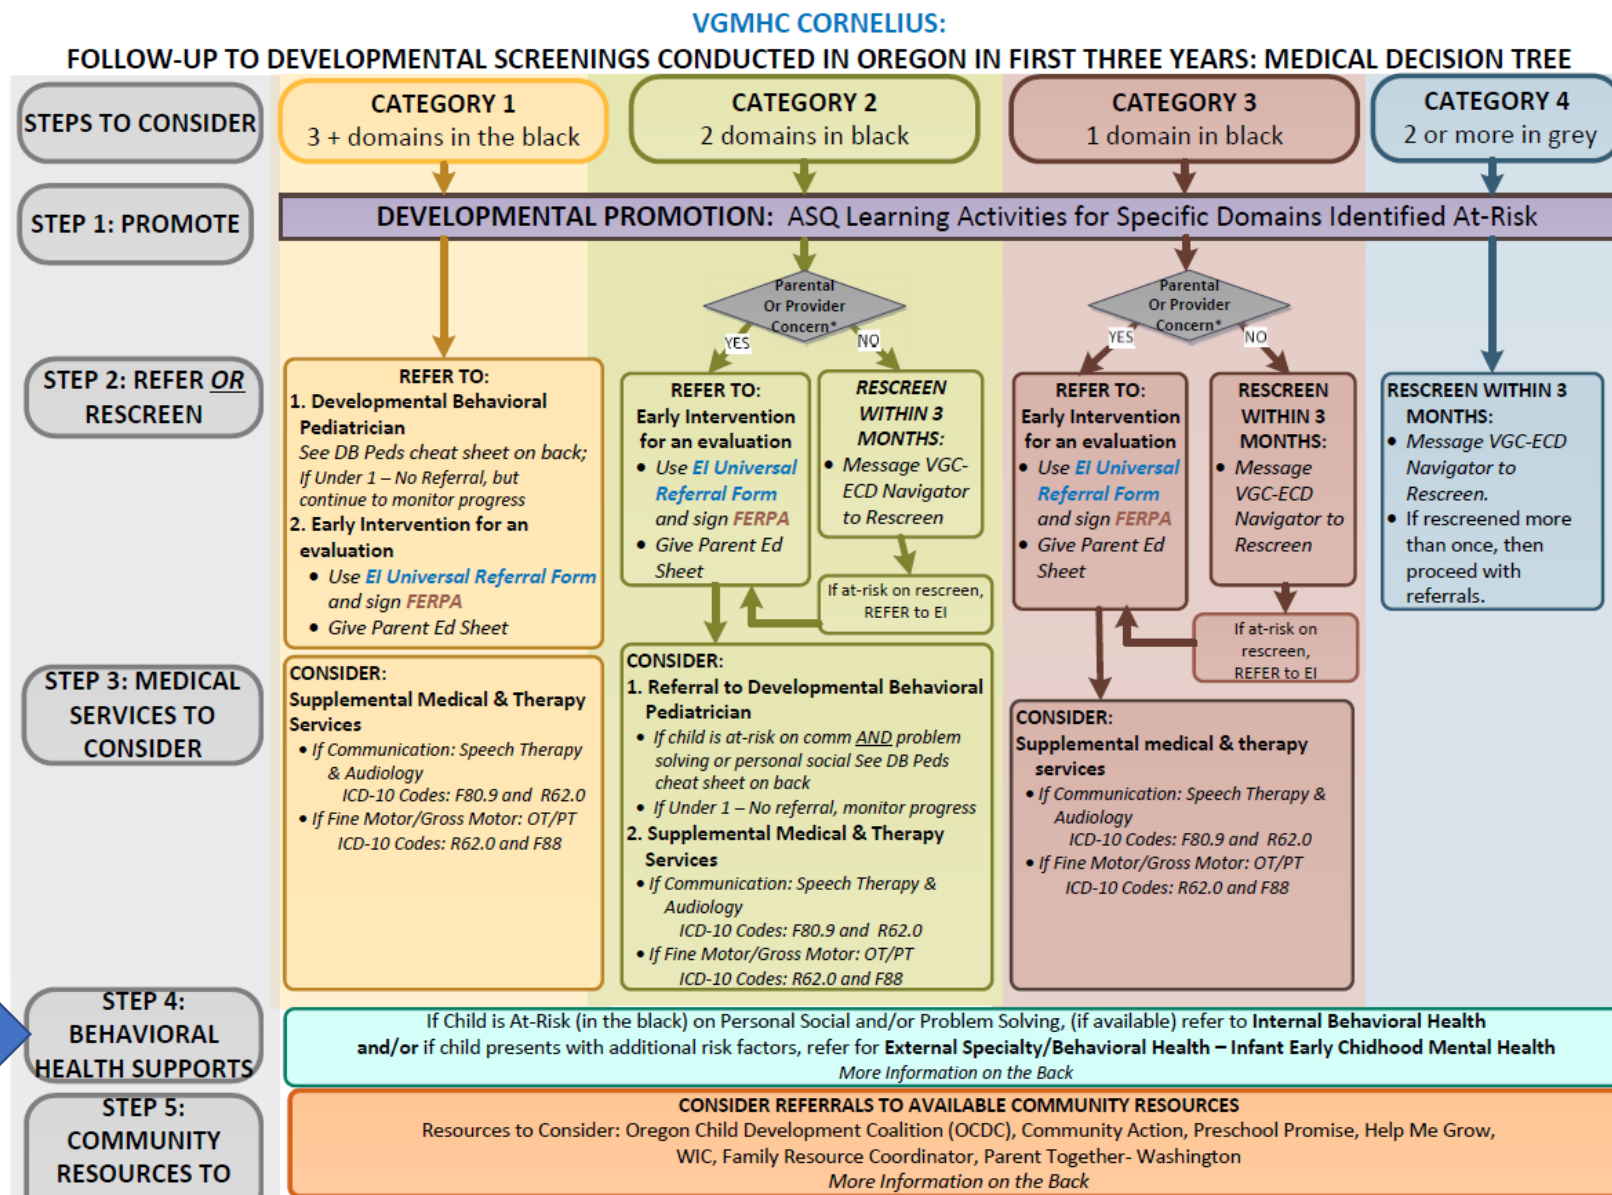 VGMHC CORNELIUS:
FOLLOW-UP TO DEVELOPMENTAL SCREENINGS CONDUCTED IN OREGON IN FIRST THREE YEARS: MEDICAL DECISION TREE
STEPS TO CONSIDER
CATEGORY 1
3 + domains in the black
CATEGORY 2
2 domains in black
CATEGORY 3
1 domain in black
CATEGORY 4
2 or more in grey
STEP 1: PROMOTE
DEVELOPMENTAL PROMOTION: ASQ Learning Activities for Specific Domains Identified At-Risk
Parental
Or Provider
Concern*
YES
NO
Parental
Or Provider
Concern*
YES
NO
STEP 2: REFER OR
RESCREEN
REFER TO:
1. Developmental Behavioral
Pediatrician
See DB Peds cheat sheet on back;
If Under 1 – No Referral, but
continue to monitor progress
2. Early Intervention for an
evaluation
• Use EI Universal Referral Form
and sign FERPA
• Give Parent Ed Sheet
REFER TO:
Early Intervention
for an evaluation
• Use EI Universal
Referral Form
and sign FERPA
• Give Parent Ed
Sheet
RESCREEN
WITHIN 3
MONTHS:
• Message VGC-
ECD Navigator
to Rescreen
If at-risk on rescreen,
REFER to EI
REFER TO:
Early Intervention
for an evaluation
• Use EI Universal
Referral Form
and sign FERPA
• Give Parent Ed
Sheet
RESCREEN
WITHIN 3
MONTHS:
• Message
VGC-ECD
Navigator to
Rescreen
If at-risk on
rescreen,
REFER to EI
RESCREEN WITHIN 3
MONTHS:
• Message VGC-ECD
Navigator to
Rescreen.
• If rescreened more
than once, then
proceed with
referrals.
STEP 3: MEDICAL
SERVICES TO
CONSIDER
CONSIDER:
Supplemental Medical & Therapy
Services
• If Communication: Speech Therapy
& Audiology
ICD-10 Codes: F80.9 and R62.0
• If Fine Motor/Gross Motor: OT/PT
ICD-10 Codes: R62.0 and F88
CONSIDER:
1. Referral to Developmental Behavioral
Pediatrician
• If child is at-risk on comm AND problem
solving or personal social See DB Peds
cheat sheet on back
• If Under 1 – No referral, monitor progress
2. Supplemental Medical & Therapy
Services
• If Communication: Speech Therapy &
Audiology
ICD-10 Codes: F80.9 and R62.0
• If Fine Motor/Gross Motor: OT/PT
ICD-10 Codes: R62.0 and F88
CONSIDER:
Supplemental medical & therapy
services
• If Communication: Speech Therapy &
Audiology
ICD-10 Codes: F80.9 and R62.0
• If Fine Motor/Gross Motor: OT/PT
ICD-10 Codes: R62.0 and F88
STEP 4:
BEHAVIORAL
HEALTH SUPPORTS
If Child is At-Risk (in the black) on Personal Social and/or Problem Solving, (if available) refer to Internal Behavioral Health
and/or if child presents with additional risk factors, refer for External Specialty/Behavioral Health – Infant Early Chidhood Mental Health
More Information on the Back
STEP 5:
COMMUNITY
RESOURCES TO
CONSIDER REFERRALS TO AVAILABLE COMMUNITY RESOURCES
Resources to Consider: Oregon Child Development Coalition (OCDC), Community Action, Preschool Promise, Help Me Grow,
WIC, Family Resource Coordinator, Parent Together- Washington
More Information on the Back